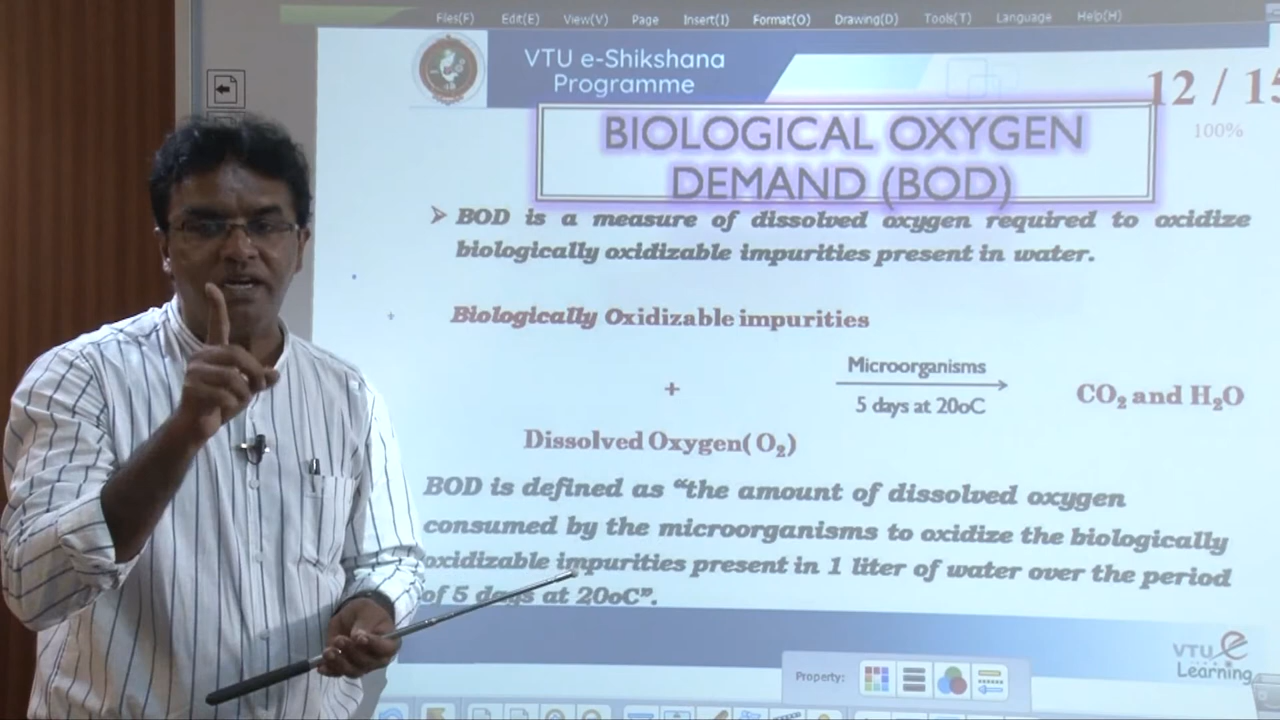 Files(F) Edit(E) View(V) Page Insert(I) Format(O) Drawing(D) Tools(T) Language Help(H)
VTU e-Shikshana
Programme
12 / 15
100%
BIOLOGICAL OXYGEN
DEMAND (BOD)
➢ BOD is a measure of dissolved oxygen required to oxidize
biologically oxidizable impurities present in water.
Biologically Oxidizable impurities
+
Microorganisms
5 days at 20oC
CO₂ and H₂O
Dissolved Oxygen( O₂)
BOD is defined as “the amount of dissolved oxygen
consumed by the microorganisms to oxidize the biologically
oxidizable impurities present in 1 liter of water over the period
of 5 days at 20oC”.
VTU e
Learning
Property: